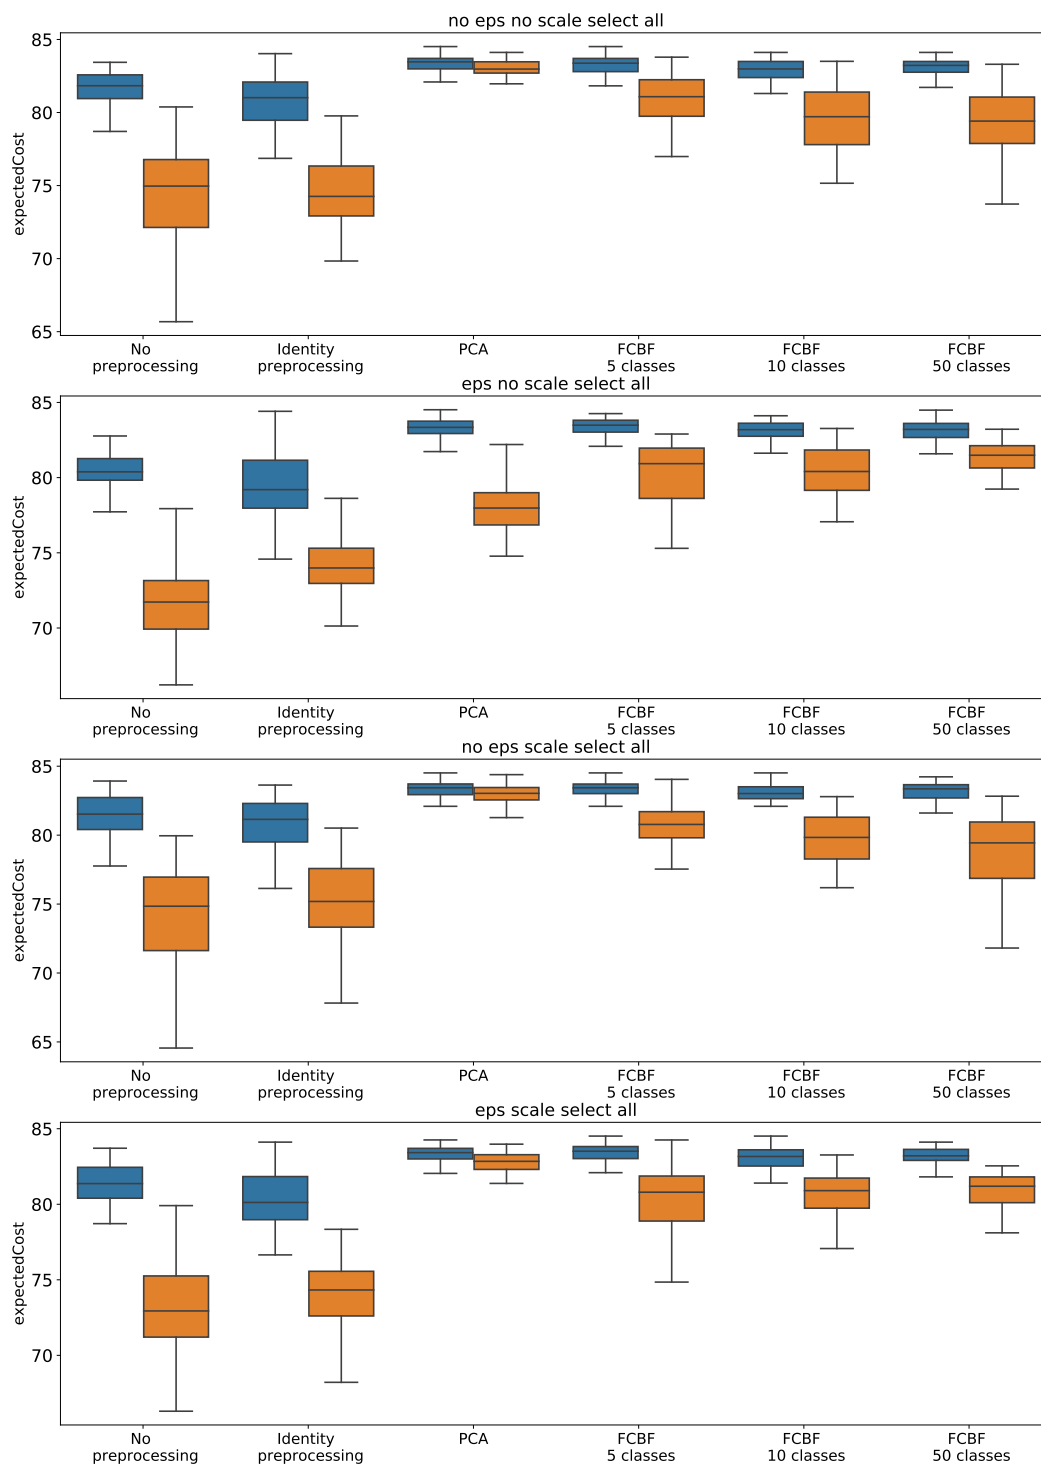 no eps no scale select all
85
80
75
70
65
expectedCost
No preprocessing
Identity preprocessing
PCA
FCBF 5 classes
FCBF 10 classes
FCBF 50 classes
eps no scale select all
85
80
75
70
expectedCost
No preprocessing
Identity preprocessing
PCA
FCBF 5 classes
FCBF 10 classes
FCBF 50 classes
no eps scale select all
85
80
75
70
65
expectedCost
No preprocessing
Identity preprocessing
PCA
FCBF 5 classes
FCBF 10 classes
FCBF 50 classes
eps scale select all
85
80
75
70
expectedCost
No preprocessing
Identity preprocessing
PCA
FCBF 5 classes
FCBF 10 classes
FCBF 50 classes